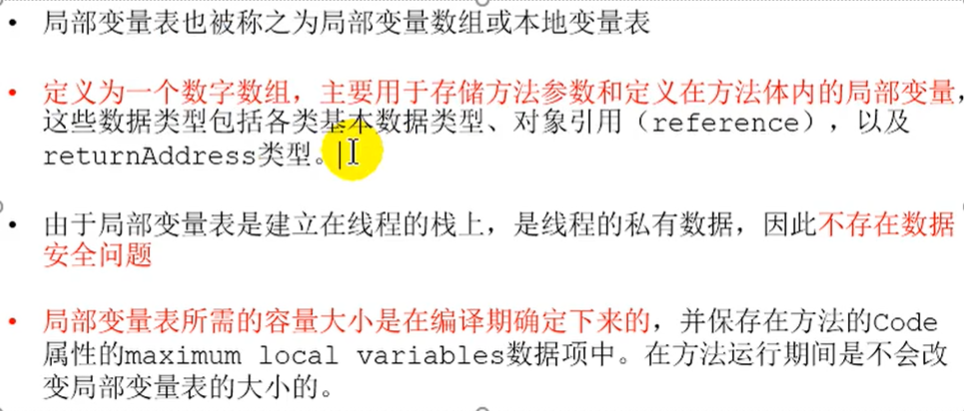 • 局部变量表也被称之为局部变量数组或本地变量表
• 定义为一个数字数组，主要用于存储方法参数和定义在方法体内的局部变量，
这些数据类型包括各类基本数据类型、对象引用（reference），以及
returnAddress类型。
• 由于局部变量表是建立在线程的栈上，是线程的私有数据，因此不存在数据
安全问题
• 局部变量表所需的容量大小是在编译期确定下来的，并保存在方法的Code
属性的maximum local variables数据项中。在方法运行期间是不会改
变局部变量表的大小的。